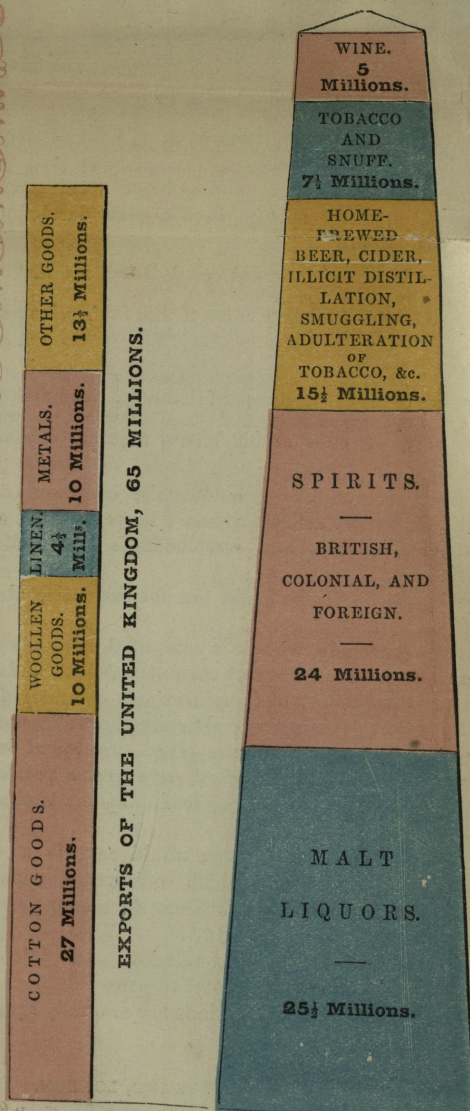 OTHER GOODS.
13½ Millions.
METALS.
10 Millions.
LINEN.
4½
Mills.
WOOLLEN
GOODS.
10 Millions.
COTTON GOODS.
27 Millions.
EXPORTS OF THE UNITED KINGDOM, 65 MILLIONS.
WINE.
5
Millions.
TOBACCO
AND
SNUFF.
7½ Millions.
HOME-
BREWED
BEER, CIDER,
ILLICIT DISTIL-
LATION,
SMUGGLING,
ADULTERATION
OF
TOBACCO, &c.
15½ Millions.
SPIRITS.
BRITISH,
COLONIAL, AND
FOREIGN.
24 Millions.
MALT
LIQUORS.
25½ Millions.